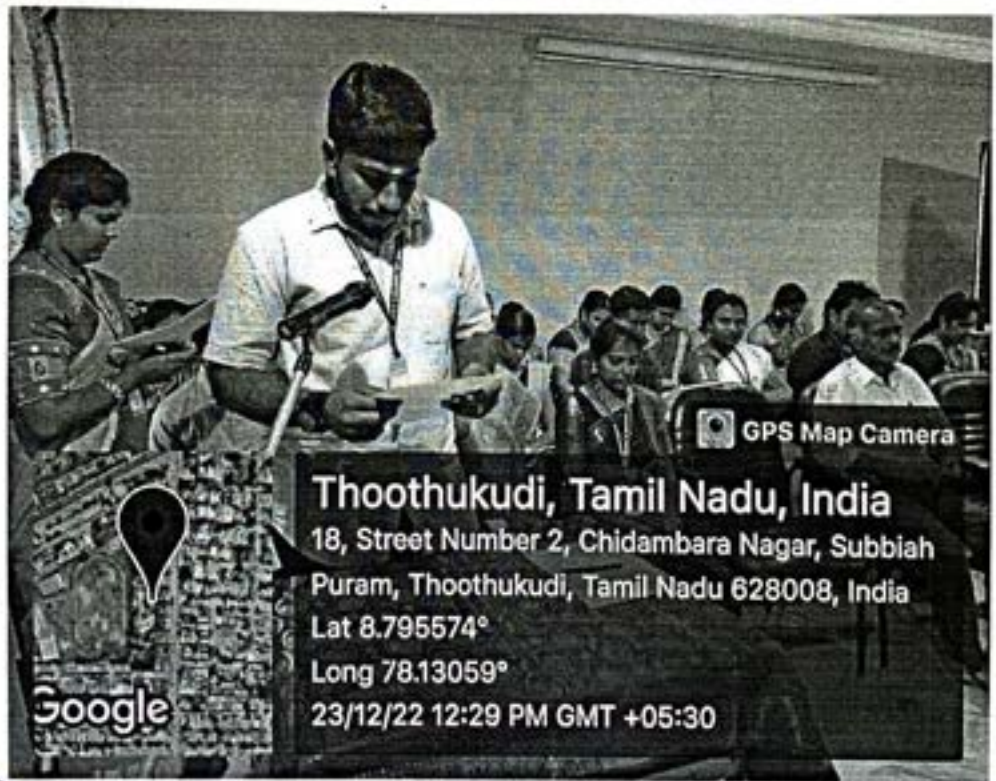 GPS Map Camera
Thoothukudi, Tamil Nadu, India
18, Street Number 2, Chidambara Nagar, Subbiah
Puram, Thoothukudi, Tamil Nadu 628008, India
Lat 8.795574°
Long 78.13059°
23/12/22 12:29 PM GMT +05:30
Google